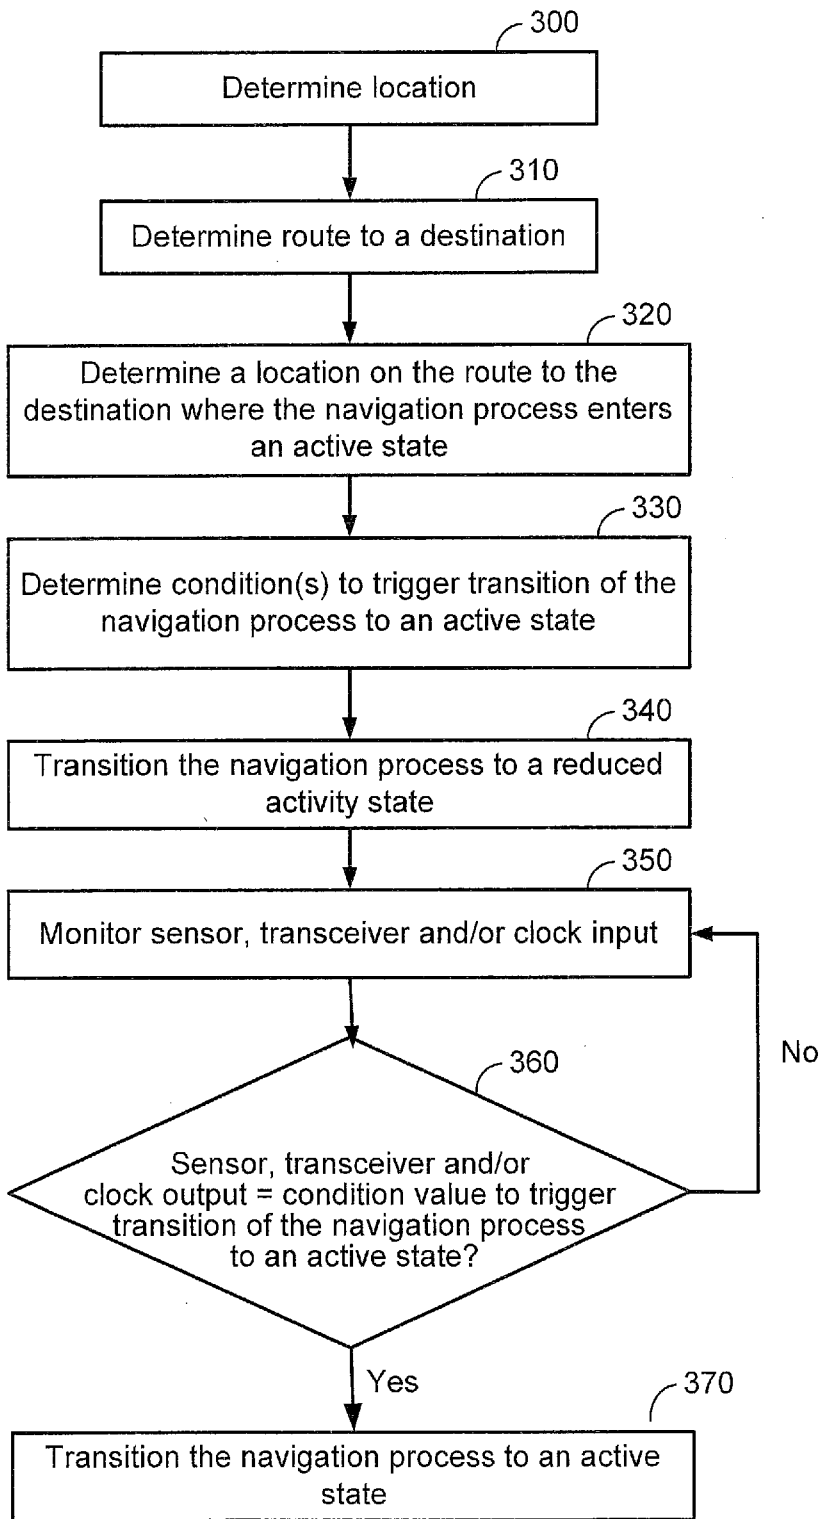 300
Determine location
310
Determine route to a destination
320
Determine a location on the route to the
destination where the navigation process enters
an active state
330
Determine condition(s) to trigger transition of the
navigation process to an active state
340
Transition the navigation process to a reduced
activity state
350
Monitor sensor, transceiver and/or clock input
No
360
Sensor, transceiver and/or
clock output = condition value to trigger
transition of the navigation process
to an active state?
Yes
370
Transition the navigation process to an active
state